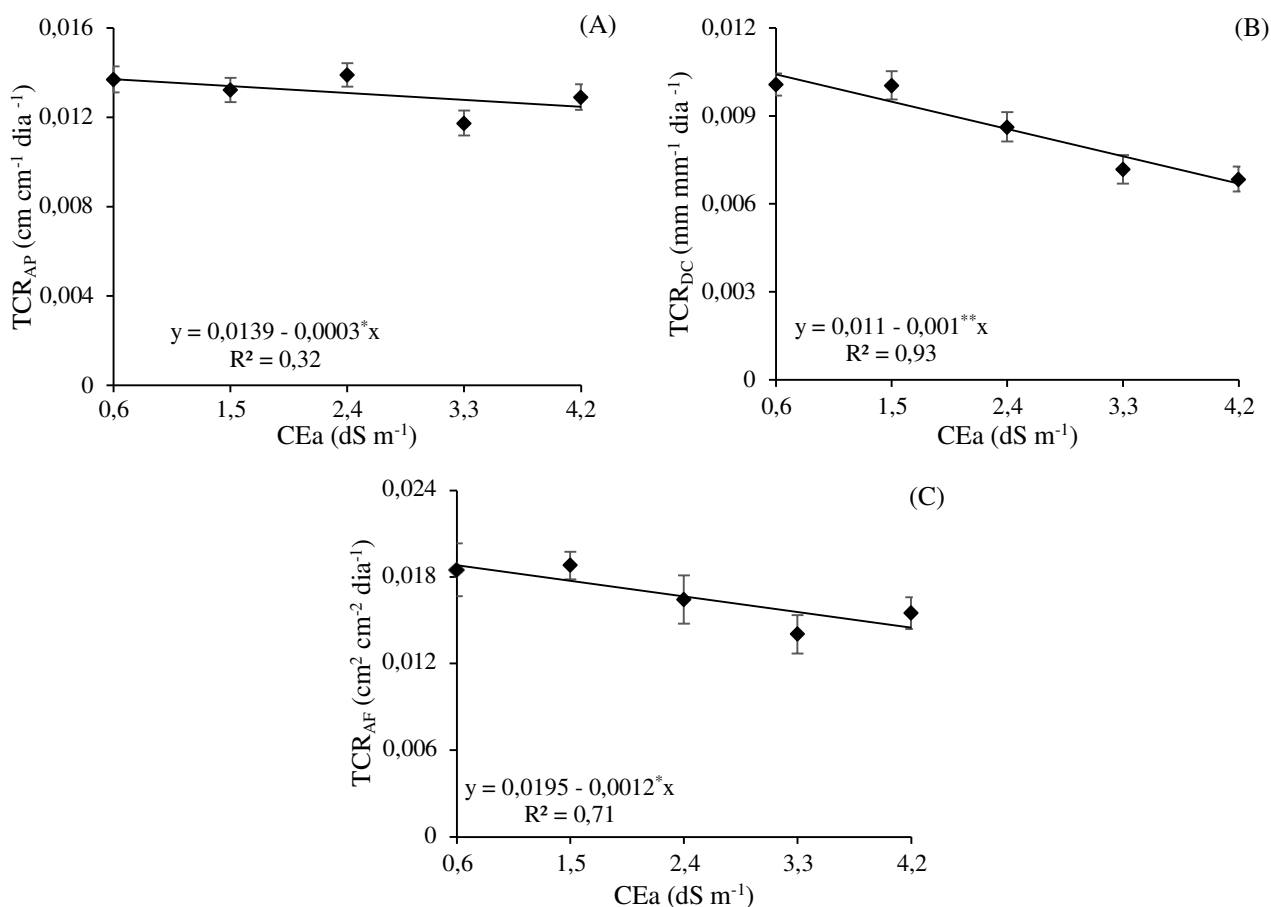 (A)
TCR_AP (cm cm⁻¹ dia⁻¹)
0,016
0,012
0,008
0,004
0
y = 0,0139 - 0,0003*x
R² = 0,32
0,6 1,5 2,4 3,3 4,2
CEa (dS m⁻¹)
(B)
TCR_DC (mm mm⁻¹ dia⁻¹)
0,012
0,009
0,006
0,003
0
y = 0,011 - 0,001**x
R² = 0,93
0,6 1,5 2,4 3,3 4,2
CEa (dS m⁻¹)
(C)
TCR_AF (cm² cm⁻² dia⁻¹)
0,024
0,018
0,012
0,006
0
y = 0,0195 - 0,0012*x
R² = 0,71
0,6 1,5 2,4 3,3 4,2
CEa (dS m⁻¹)